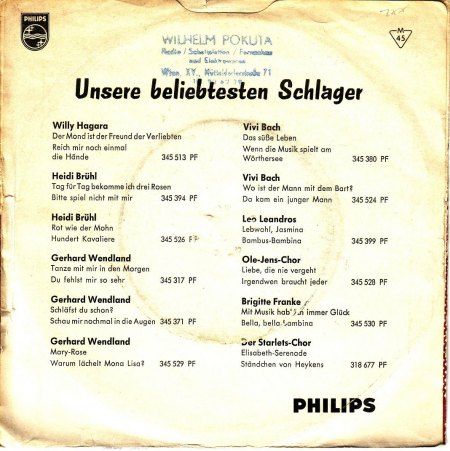 PHILIPS
M
45
WILHELM POKUTA
Radio / Schallplatten / Fernsehen
und Elektrowaren
Wien, XV., Hütteldorferstraße 71
Unsere beliebtesten Schlager
Willy Hagara
Der Mond ist der Freund der Verliebten
Reich mir noch einmal
die Hände 345 513 PF
Heidi Brühl
Tag für Tag bekomme ich drei Rosen
Bitte spiel nicht mit mir 345 394 PF
Heidi Brühl
Rot wie der Mohn
Hundert Kavaliere 345 526 PF
Gerhard Wendland
Tanze mit mir in den Morgen
Du fehlst mir so sehr 345 317 PF
Gerhard Wendland
Schläfst du schon?
Schau mir nochmal in die Augen 345 371 PF
Gerhard Wendland
Mary-Rose
Warum lächelt Mona Lisa? 345 529 PF
Vivi Bach
Das süße Leben
Wenn die Musik spielt am
Wörthersee 345 380 PF
Vivi Bach
Wo ist der Mann mit dem Bart?
Da kam ein junger Mann 345 524 PF
Leo Leandros
Lebwohl, Jasmina
Bambus-Bambina 345 399 PF
Ole-Jens-Chor
Liebe, die nie vergeht
Irgendwen braucht jeder 345 528 PF
Brigitte Franke
Mit Musik hab' ich immer Glück
Bella, bella bambina 345 530 PF
Der Starlets-Chor
Elisabeth-Serenade
Ständchen von Heykens 318 677 PF
PHILIPS